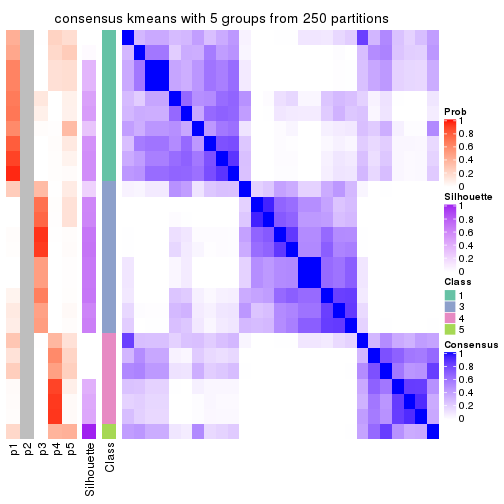 consensus kmeans with 5 groups from 250 partitions
Prob
1
0.8
0.6
0.4
0.2
0
Silhouette
1
0.8
0.6
0.4
0.2
0
Class
1
3
4
5
Consensus
1
0.8
0.6
0.4
0.2
0
p1
p2
p3
p4
p5
Silhouette
Class